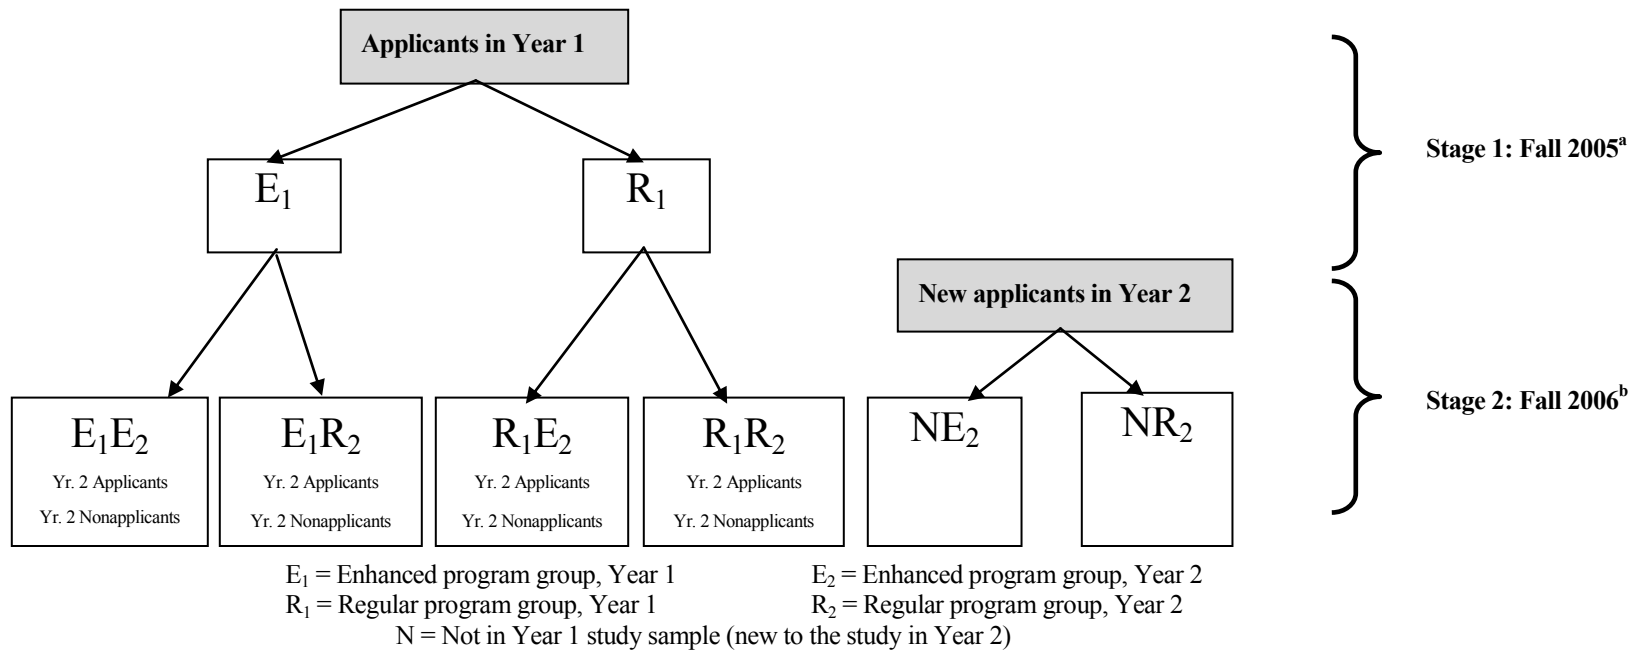 Applicants in Year 1
Stage 1: Fall 2005ᵃ
E₁
R₁
New applicants in Year 2
Stage 2: Fall 2006ᵇ
E₁E₂
Yr. 2 Applicants
Yr. 2 Nonapplicants
E₁R₂
Yr. 2 Applicants
Yr. 2 Nonapplicants
R₁E₂
Yr. 2 Applicants
Yr. 2 Nonapplicants
R₁R₂
Yr. 2 Applicants
Yr. 2 Nonapplicants
NE₂
NR₂
E₁ = Enhanced program group, Year 1
E₂ = Enhanced program group, Year 2
R₁ = Regular program group, Year 1
R₂ = Regular program group, Year 2
N = Not in Year 1 study sample (new to the study in Year 2)